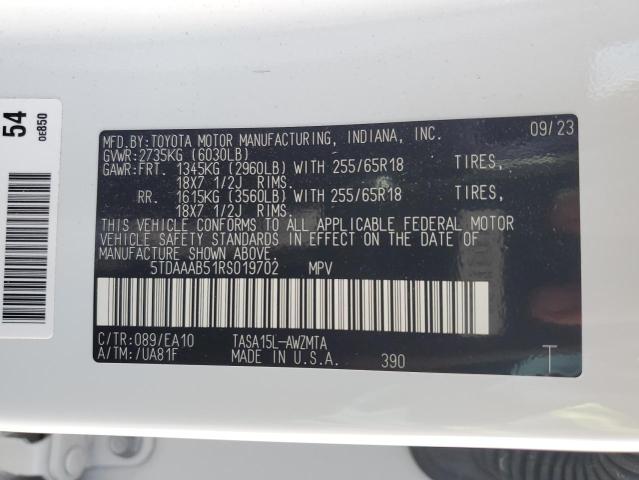 54
0E850
MFD.BY:TOYOTA MOTOR MANUFACTURING, INDIANA, INC. 09/23
GVWR:2735KG (6030LB)
GAWR:FRT. 1345KG (2960LB) WITH 255/65R18 TIRES,
18X7 1/2J RIMS.
RR. 1615KG (3560LB) WITH 255/65R18 TIRES,
18X7 1/2J RIMS.
THIS VEHICLE CONFORMS TO ALL APPLICABLE FEDERAL MOTOR
VEHICLE SAFETY STANDARDS IN EFFECT ON THE DATE OF
MANUFACTURE SHOWN ABOVE.
5TDAAAB51RS019702 MPV
C/TR:089/EA10 TASA15L-AWZMTA
A/TM:/UA81F MADE IN U.S.A. 390
T